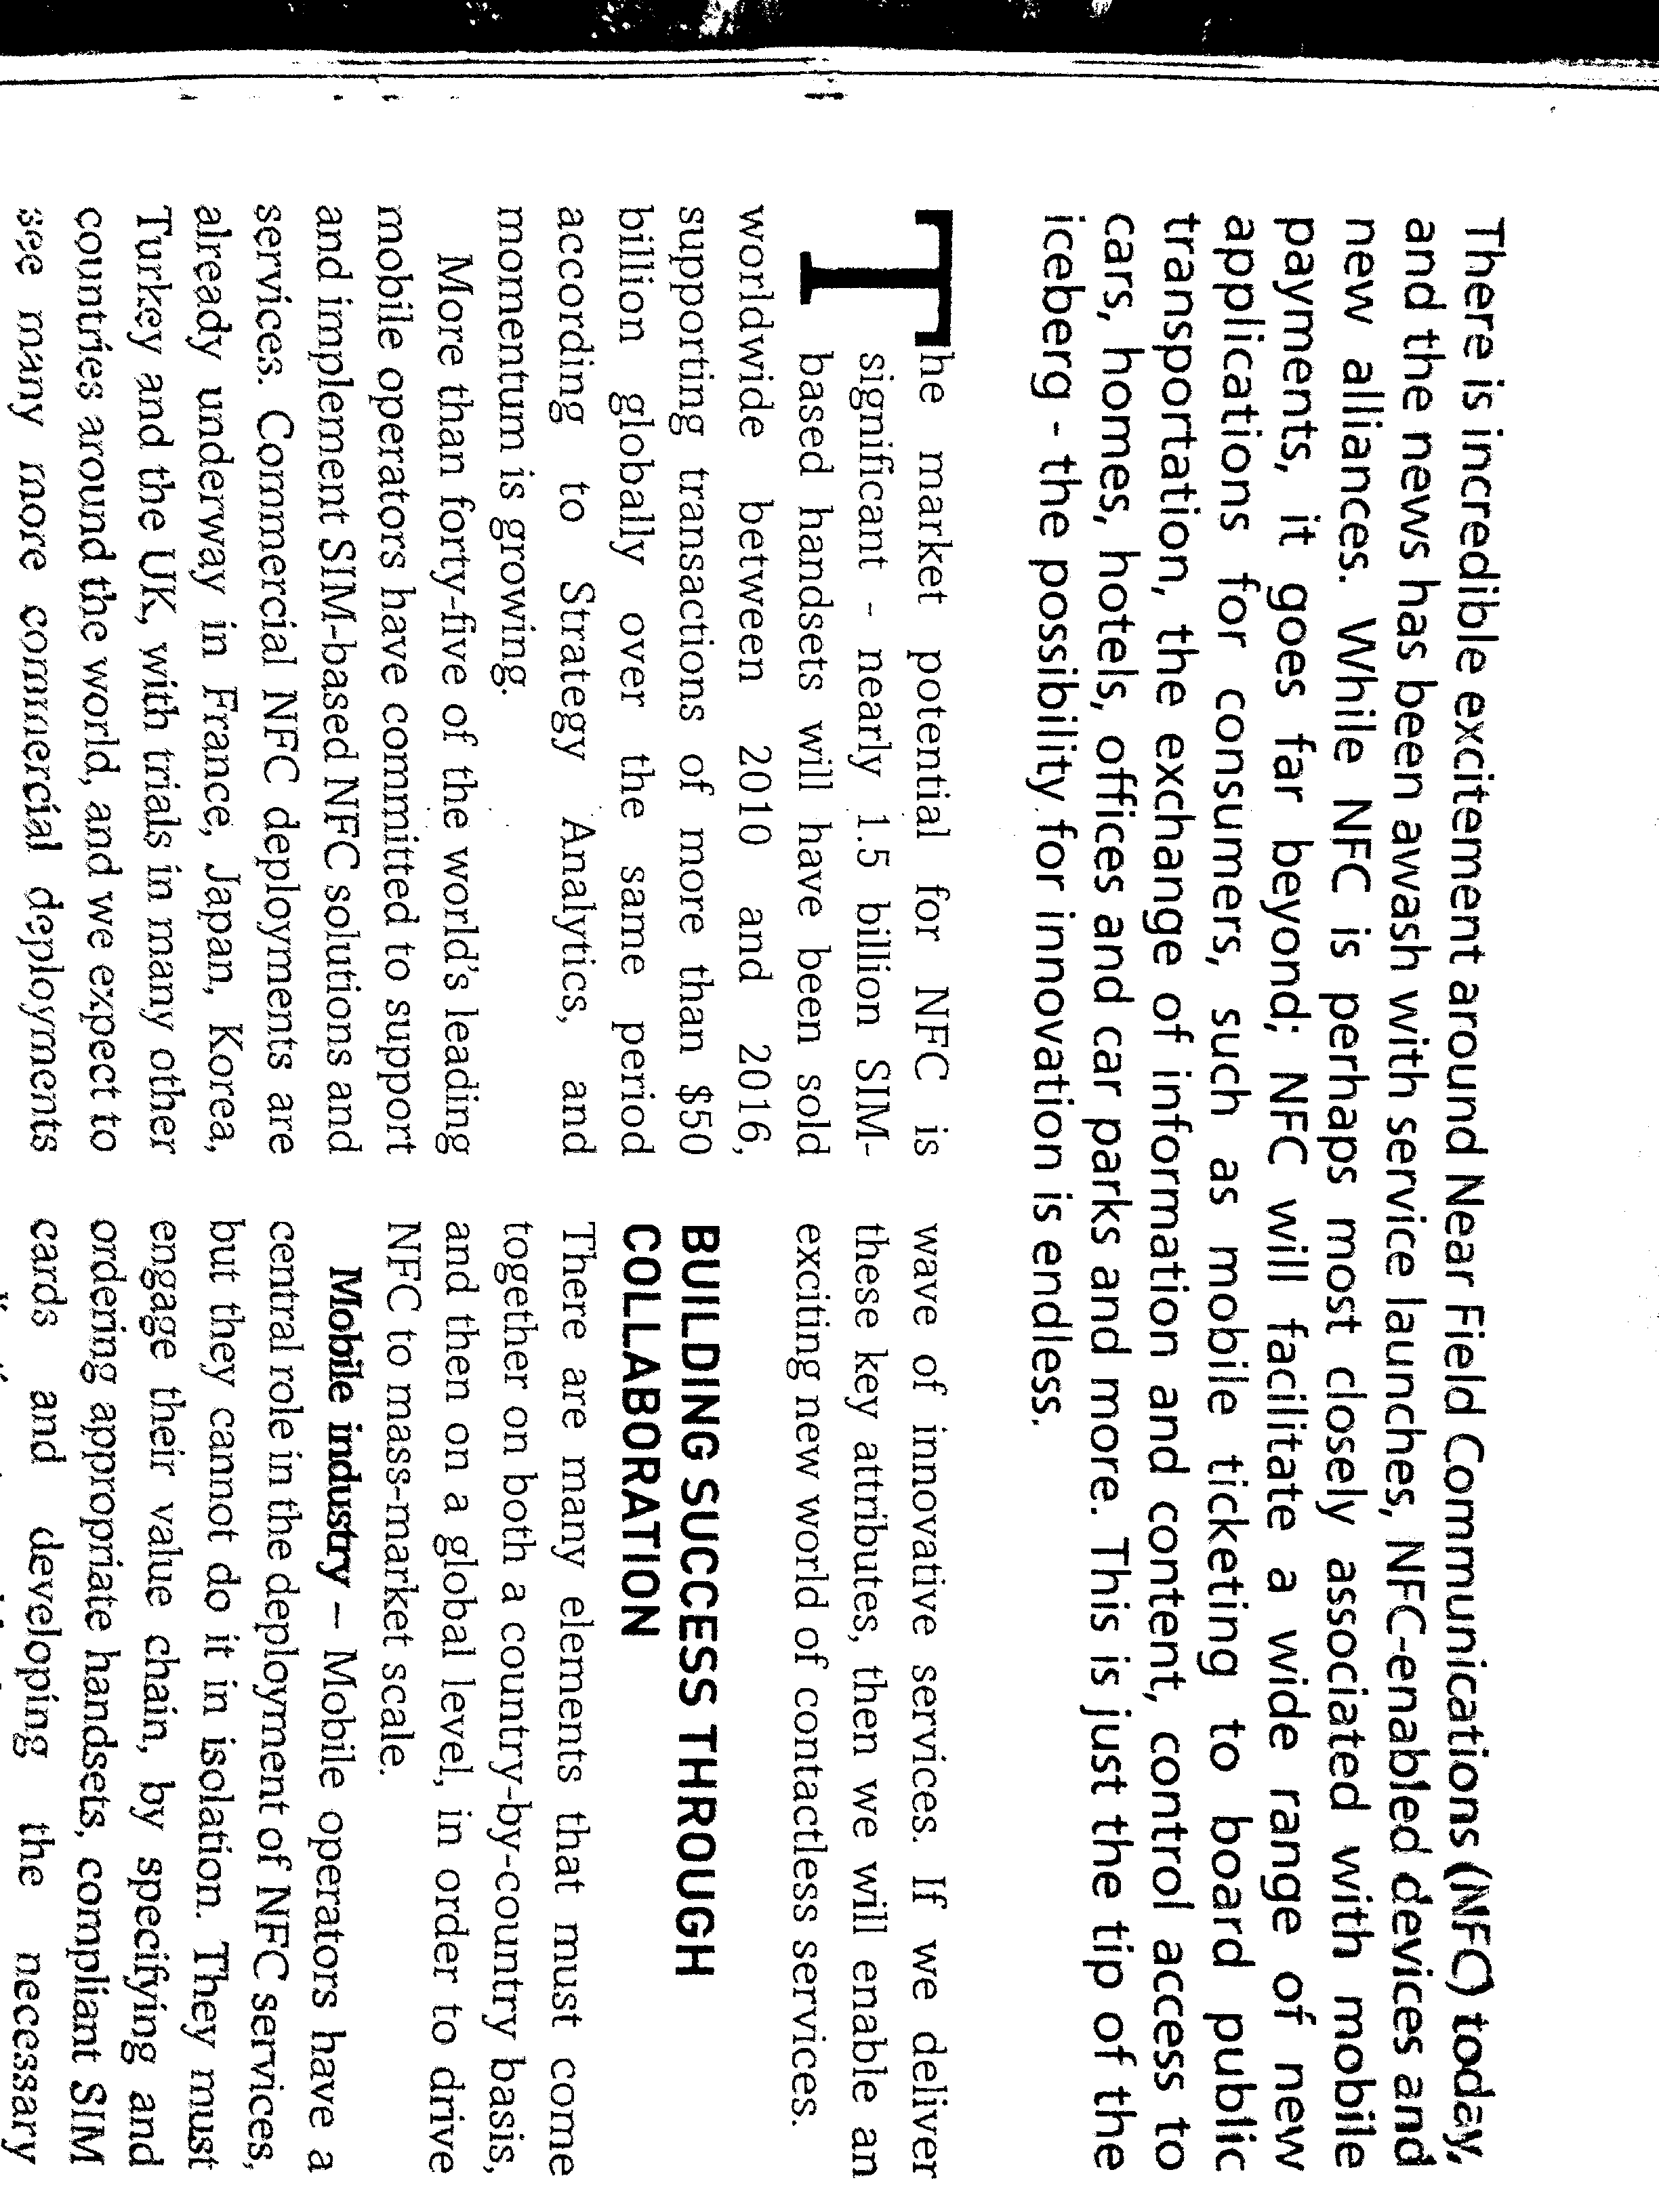 There is incredible excitement around Near Field Communications (NFC) today,
and the news has been awash with service launches, NFC-enabled devices and
new alliances. While NFC is perhaps most closely associated with mobile
payments, it goes far beyond; NFC will facilitate a wide range of new
applications for consumers, such as mobile ticketing to board public
transportation, the exchange of information and content, control access to
cars, homes, hotels, offices and car parks and more. This is just the tip of the
iceberg - the possibility for innovation is endless.
The market potential for NFC is
significant - nearly 1.5 billion SIM-
based handsets will have been sold
worldwide between 2010 and 2016,
supporting transactions of more than $50
billion globally over the same period
according to Strategy Analytics, and
momentum is growing.
More than forty-five of the world's leading
mobile operators have committed to support
and implement SIM-based NFC solutions and
services. Commercial NFC deployments are
already underway in France, Japan, Korea,
Turkey and the UK, with trials in many other
countries around the world, and we expect to
see many more commercial deployments
wave of innovative services. If we deliver
these key attributes, then we will enable an
exciting new world of contactless services.
BUILDING SUCCESS THROUGH
COLLABORATION
There are many elements that must come
together on both a country-by-country basis,
and then on a global level, in order to drive
NFC to mass-market scale.
Mobile industry – Mobile operators have a
central role in the deployment of NFC services,
but they cannot do it in isolation. They must
engage their value chain, by specifying and
ordering appropriate handsets, compliant SIM
cards and developing the necessary